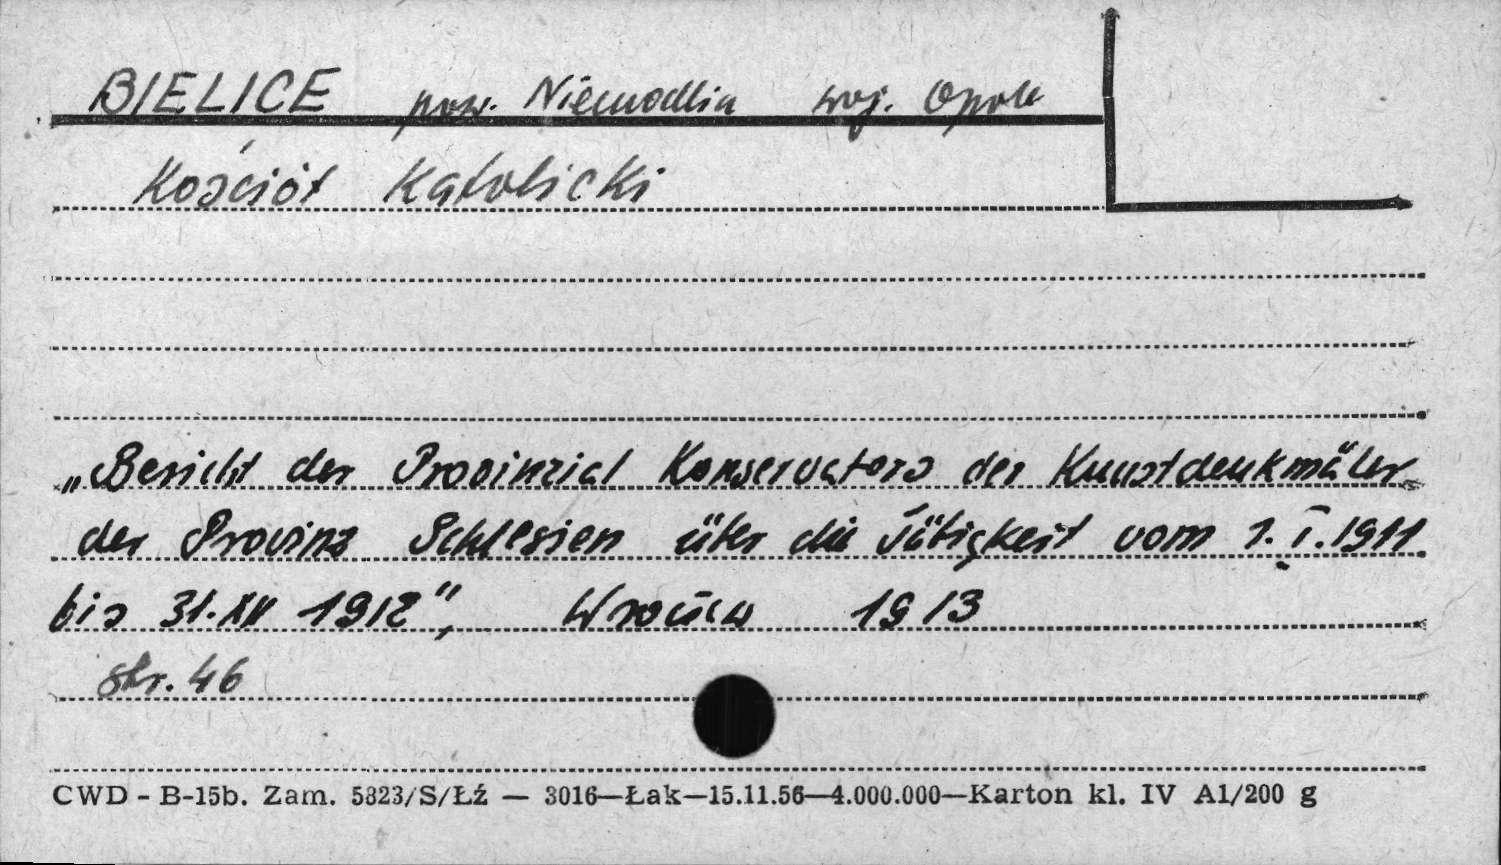 BIELICE pow. Niemodlin woj. Opole
Kościół Katolicki
„Bericht der Provinzial Konservators der Kunstdenkmäler
der Provinz Schlesien über die Tätigkeit vom 1.I.1911
bis 31.XII 1912”, Wrocław 1913
str. 46
CWD - B-15b. Zam. 5823/S/Łź — 3016—Łak—15.11.56—4.000.000—Karton kl. IV A1/200 g